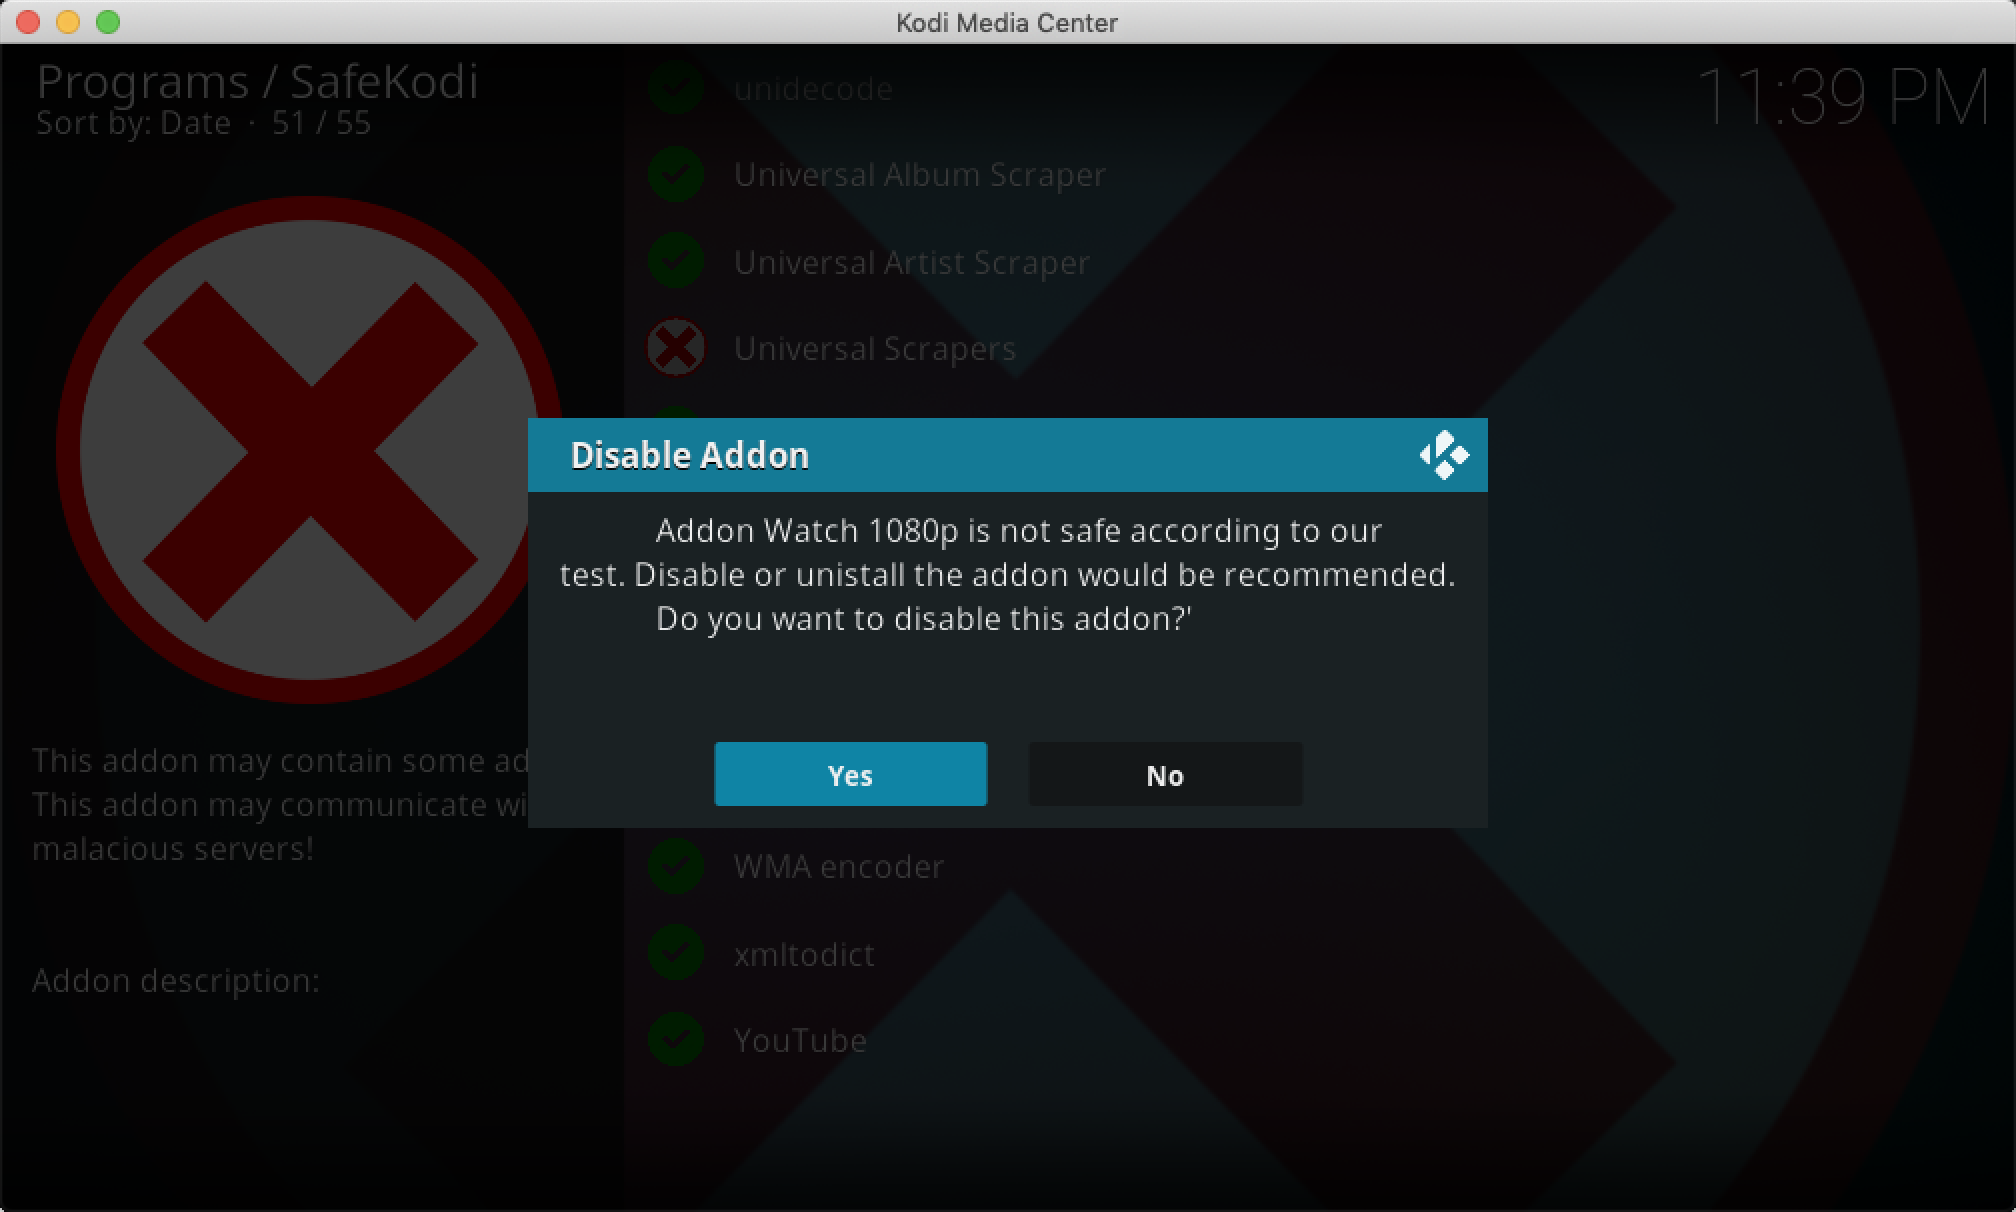 Kodi Media Center
Programs / SafeKodi
Sort by: Date · 51 / 55
11:39 PM
unidecode
Universal Album Scraper
Universal Artist Scraper
Universal Scrapers
Disable Addon
Addon Watch 1080p is not safe according to our
test. Disable or unistall the addon would be recommended.
Do you want to disable this addon?'
Yes
No
This addon may contain some ad
This addon may communicate wi
malacious servers!
Addon description:
WMA encoder
xmltodict
YouTube